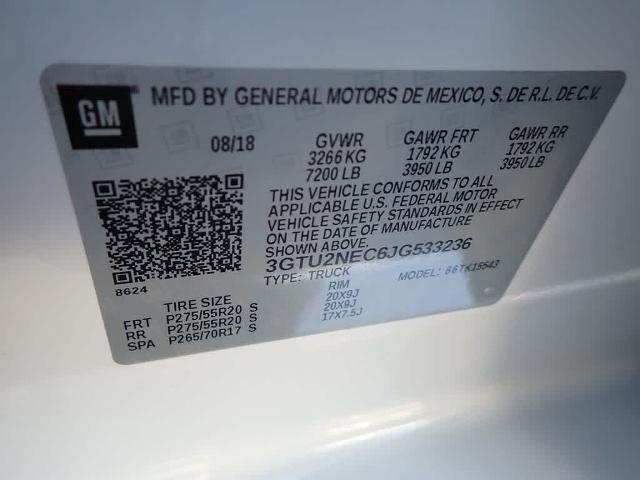 GM MFD BY GENERAL MOTORS DE MEXICO, S. DE R.L. DE C.V.
08/18 GVWR GAWR FRT GAWR RR
3266 KG 1792 KG 1792 KG
7200 LB 3950 LB 3950 LB
THIS VEHICLE CONFORMS TO ALL
APPLICABLE U.S. FEDERAL MOTOR
VEHICLE SAFETY STANDARDS IN EFFECT
ON THE DATE OF MANUFACTURE
SHOWN ABOVE.
3GTU2NEC6JG533236
TYPE: TRUCK MODEL: 66TK15543
8624
TIRE SIZE RIM
FRT P275/55R20 S 20X9J
RR P275/55R20 S 20X9J
SPA P265/70R17 S 17X7.5J